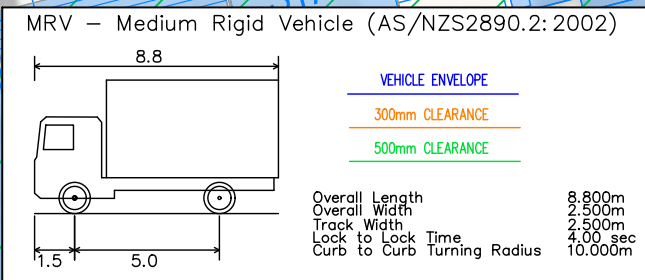 MRV - Medium Rigid Vehicle (AS/NZS2890.2:2002)
8.8
VEHICLE ENVELOPE
300mm CLEARANCE
500mm CLEARANCE
Overall Length 8.800m
Overall Width 2.500m
Track Width 2.500m
Lock to Lock Time 4.00 sec
Curb to Curb Turning Radius 10.000m
1.5 5.0